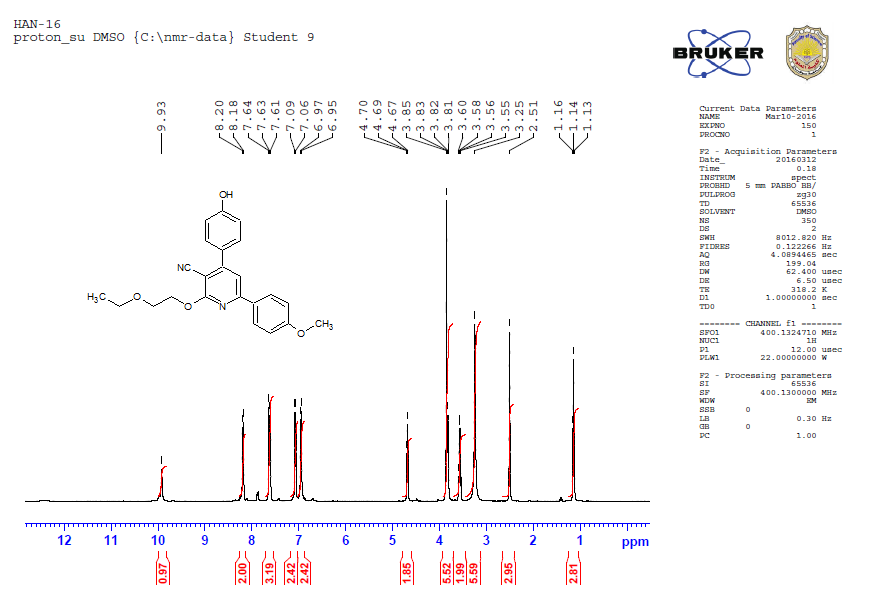 HAN-16
proton_su DMSO {C:\nmr-data} Student 9
BRUKER
9.93
8.20
8.18
7.64
7.63
7.61
7.09
7.06
6.97
6.95
4.70
4.69
4.67
3.85
3.83
3.82
3.81
3.60
3.58
3.56
3.55
3.25
2.51
1.16
1.14
1.13
Current Data Parameters
NAME Mar10-2016
EXPNO 150
PROCNO 1
F2 - Acquisition Parameters
Date_ 20160312
Time 0.18
INSTRUM spect
PROBHD 5 mm PABBO BB/
PULPROG zg30
TD 65536
SOLVENT DMSO
NS 350
DS 2
SWH 8012.820 Hz
FIDRES 0.122266 Hz
AQ 4.0894465 sec
RG 199.04
DW 62.400 usec
DE 6.50 usec
TE 318.2 K
D1 1.00000000 sec
TD0 1
======== CHANNEL f1 ========
SFO1 400.1324710 MHz
NUC1 1H
P1 12.00 usec
PLW1 22.00000000 W
F2 - Processing parameters
SI 65536
SF 400.1300000 MHz
WDW EM
SSB 0
LB 0.30 Hz
GB 0
PC 1.00
OH
NC
H3C
O
O
N
O
CH3
12 11 10 9 8 7 6 5 4 3 2 1 ppm
0.97
2.00
3.19
2.42
2.42
1.85
5.52
1.99
5.59
2.95
2.81